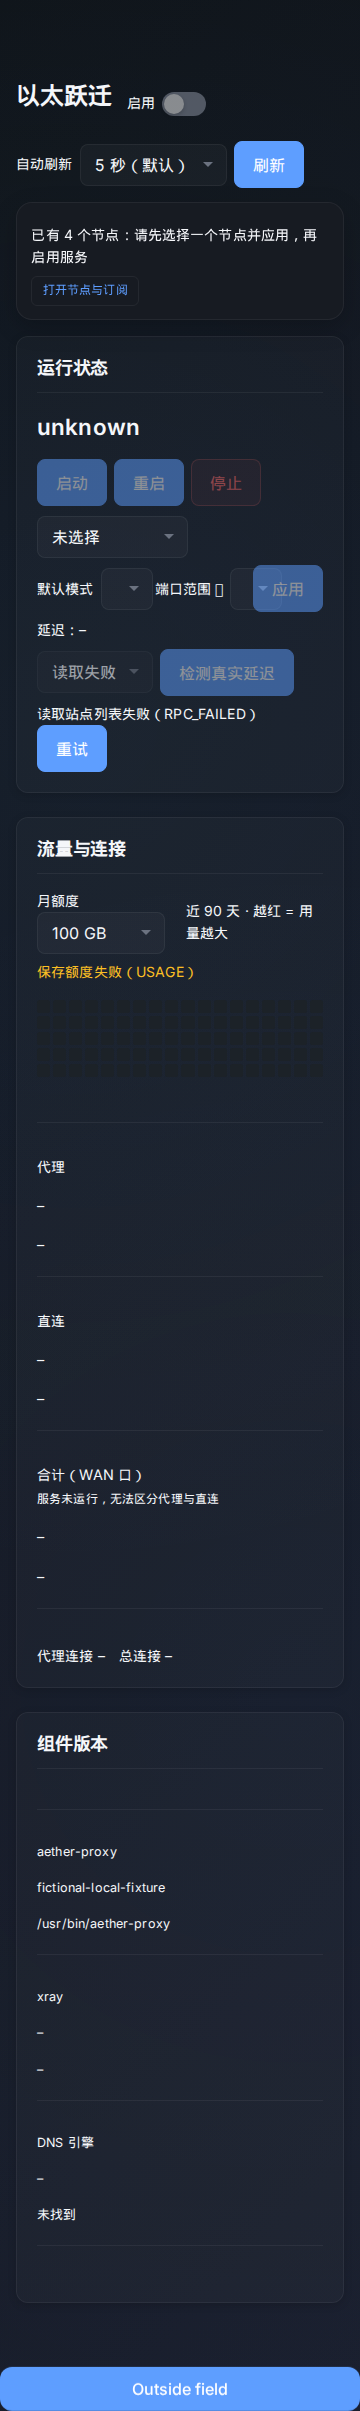 以太跃迁
启用
自动刷新
5 秒（默认）
刷新
已有 4 个节点：请先选择一个节点并应用，再
启用服务
打开节点与订阅
运行状态
unknown
启动
重启
停止
未选择
默认模式
端口范围
应用
延迟：–
读取失败
检测真实延迟
读取站点列表失败（RPC_FAILED）
重试
流量与连接
月额度
100 GB
近 90 天 · 越红 = 用
量越大
保存额度失败（USAGE）
代理
–
–
直连
–
–
合计（WAN 口）
服务未运行，无法区分代理与直连
–
–
代理连接 – 总连接 –
组件版本
aether-proxy
fictional-local-fixture
/usr/bin/aether-proxy
xray
–
–
DNS 引擎
–
未找到
Outside field